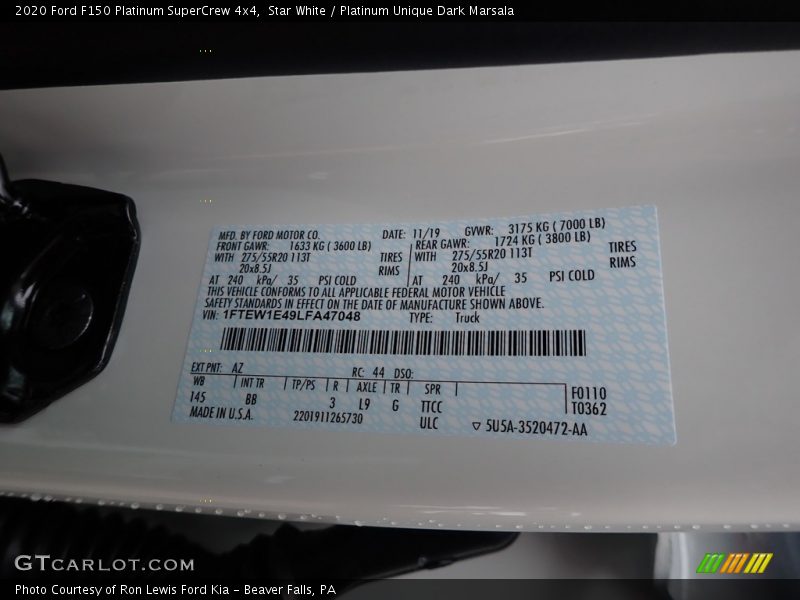 2020 Ford F150 Platinum SuperCrew 4x4,  Star White / Platinum Unique Dark Marsala
MFD. BY FORD MOTOR CO. DATE: 11/19 GVWR: 3175 KG ( 7000 LB)
FRONT GAWR: 1633 KG ( 3600 LB) REAR GAWR: 1724 KG ( 3800 LB)
WITH 275/55R20 113T TIRES WITH 275/55R20 113T TIRES
20x8.5J RIMS 20x8.5J RIMS
AT 240 kPa/ 35 PSI COLD AT 240 kPa/ 35 PSI COLD
THIS VEHICLE CONFORMS TO ALL APPLICABLE FEDERAL MOTOR VEHICLE
SAFETY STANDARDS IN EFFECT ON THE DATE OF MANUFACTURE SHOWN ABOVE.
VIN: 1FTEW1E49LFA47048 TYPE: Truck
EXT PNT: AZ RC: 44 DSO:
WB INT TR TP/PS R AXLE TR SPR F0110
145 BB 3 L9 G TTCC T0362
MADE IN U.S.A. 2201911265730 ULC ▽ 5U5A-3520472-AA
GTCARLOT.COM
Photo Courtesy of Ron Lewis Ford Kia – Beaver Falls, PA